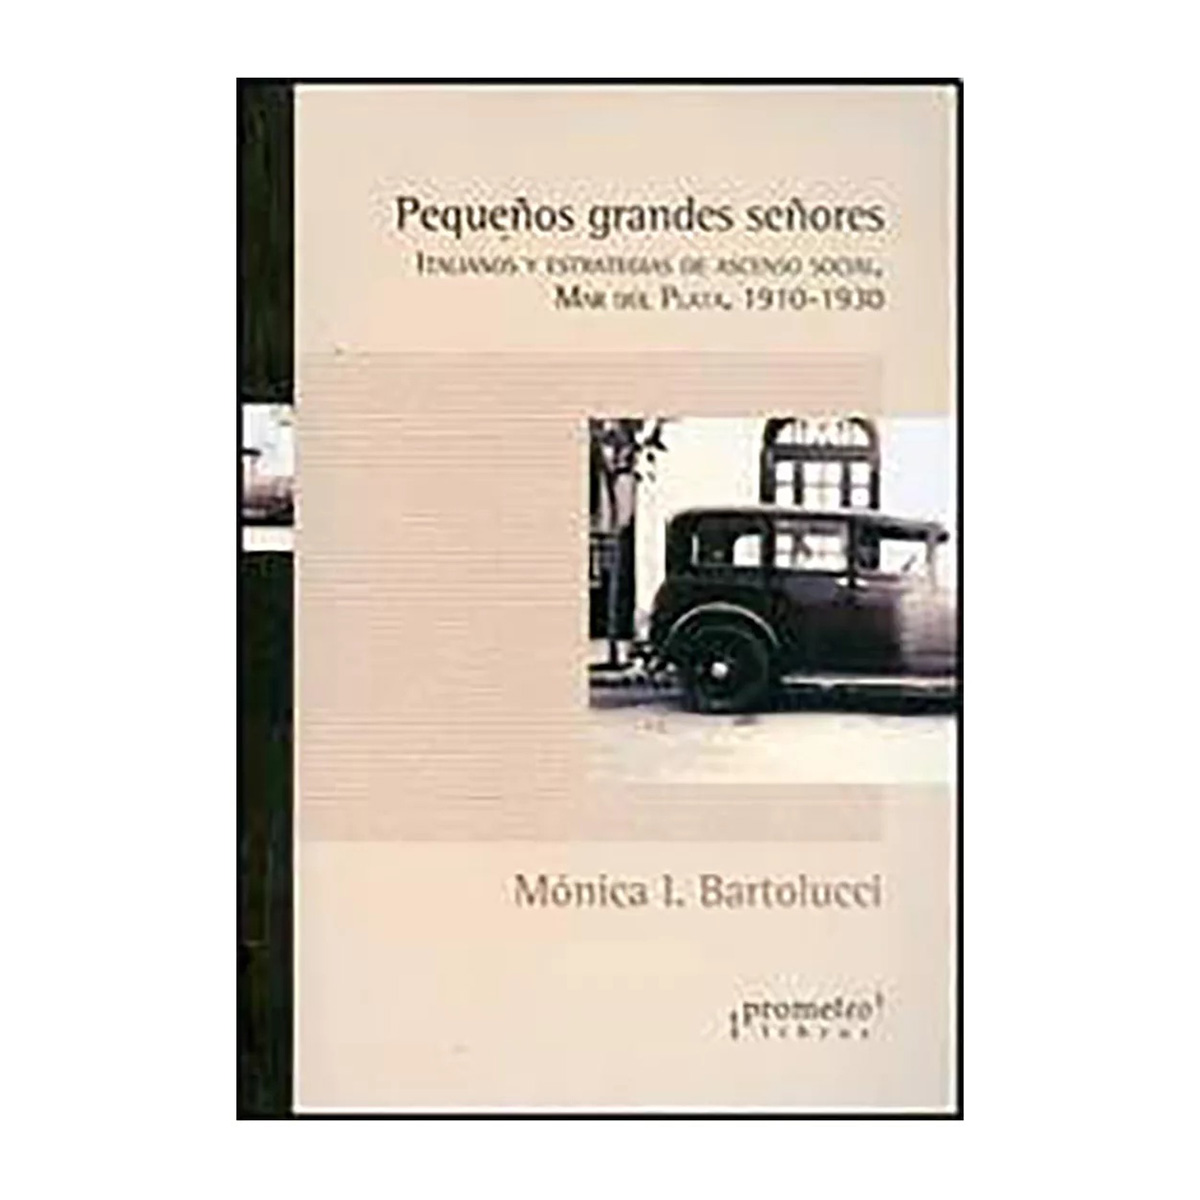 Pequeños grandes señores
Italianos y estrategias de ascenso social,
Mar del Plata, 1910-1930
Mónica I. Bartolucci
prometeo
libros